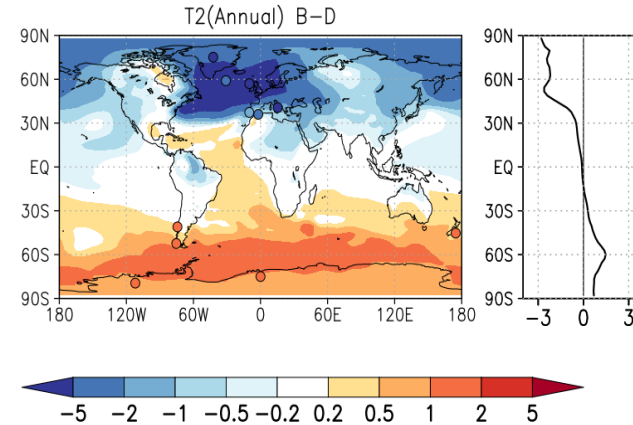 T2(Annual) B-D
90N 90N
60N 60N
30N 30N
EQ EQ
30S 30S
60S 60S
90S 90S
180 120W 60W 0 60E 120E 180 -3 0 3
-5 -2 -1 -0.5 -0.2 0.2 0.5 1 2 5